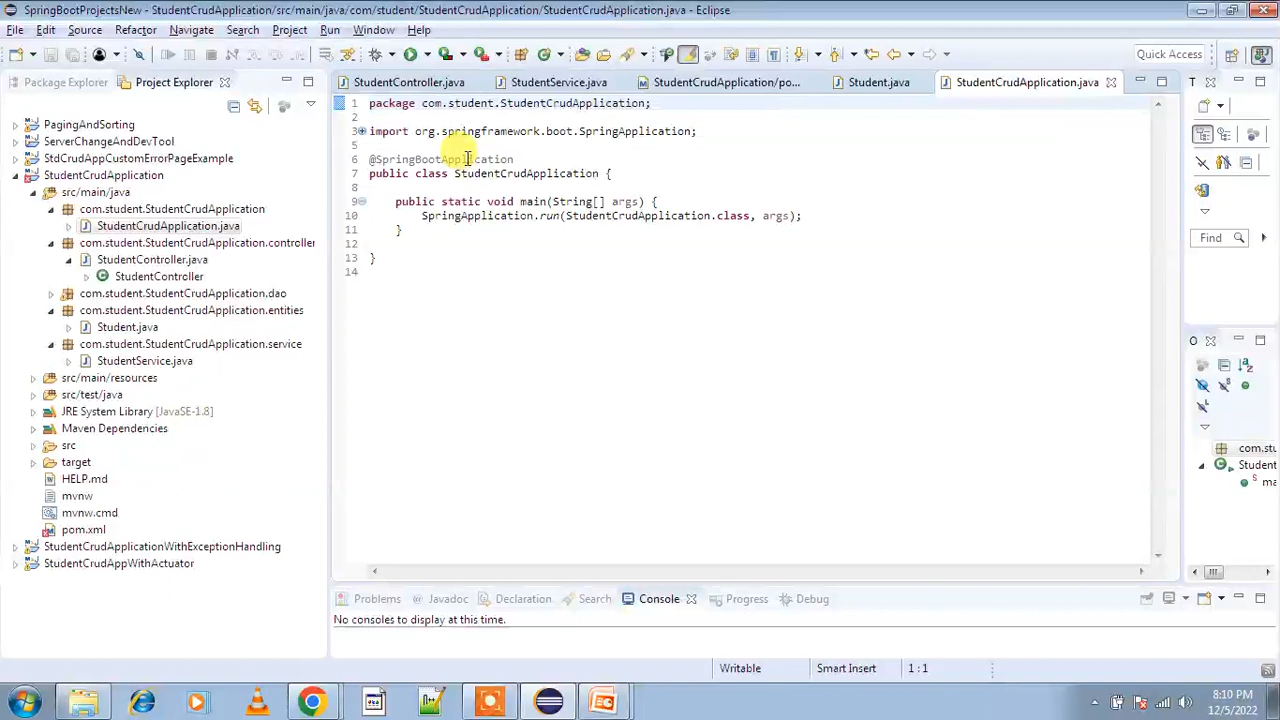 SpringBootProjectsNew - StudentCrudApplication/src/main/java/com/student/StudentCrudApplication/StudentCrudApplication.java - Eclipse
File Edit Source Refactor Navigate Search Project Run Window Help
Quick Access
Package Explorer Project Explorer
StudentController.java StudentService.java StudentCrudApplication/po... Student.java StudentCrudApplication.java
T
PagingAndSorting
ServerChangeAndDevTool
StdCrudAppCustomErrorPageExample
StudentCrudApplication
src/main/java
com.student.StudentCrudApplication
StudentCrudApplication.java
com.student.StudentCrudApplication.controller
StudentController.java
StudentController
com.student.StudentCrudApplication.dao
com.student.StudentCrudApplication.entities
Student.java
com.student.StudentCrudApplication.service
StudentService.java
src/main/resources
src/test/java
JRE System Library [JavaSE-1.8]
Maven Dependencies
src
target
HELP.md
mvnw
mvnw.cmd
pom.xml
StudentCrudApplicationWithExceptionHandling
StudentCrudAppWithActuator
1 package com.student.StudentCrudApplication;
2
3 import org.springframework.boot.SpringApplication;
5
6 @SpringBootApplication
7 public class StudentCrudApplication {
8
9 public static void main(String[] args) {
10 SpringApplication.run(StudentCrudApplication.class, args);
11 }
12
13 }
14
Find
O
com.stu
Student
ma
Problems Javadoc Declaration Search Console Progress Debug
No consoles to display at this time.
Writable Smart Insert 1 : 1
8:10 PM
12/5/2022